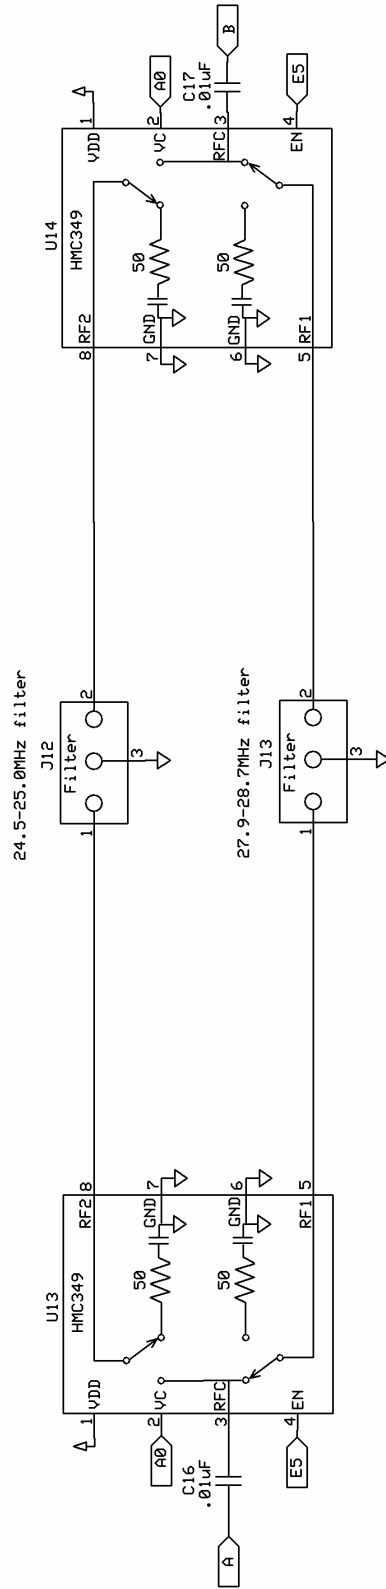 24.5-25.0MHz filter
U13
HMC349
1
VDD
A0
2
VC
C16
.01uF
A
3
RFC
E5
4
EN
RF2
8
GND
7
50
GND
6
50
RF1
5
J12
Filter
1
2
3
27.9-28.7MHz filter
J13
Filter
1
2
3
U14
HMC349
8
RF2
7
GND
50
6
GND
50
5
RF1
VDD
1
VC
2
A0
C17
.01uF
RFC
3
B
EN
4
E5